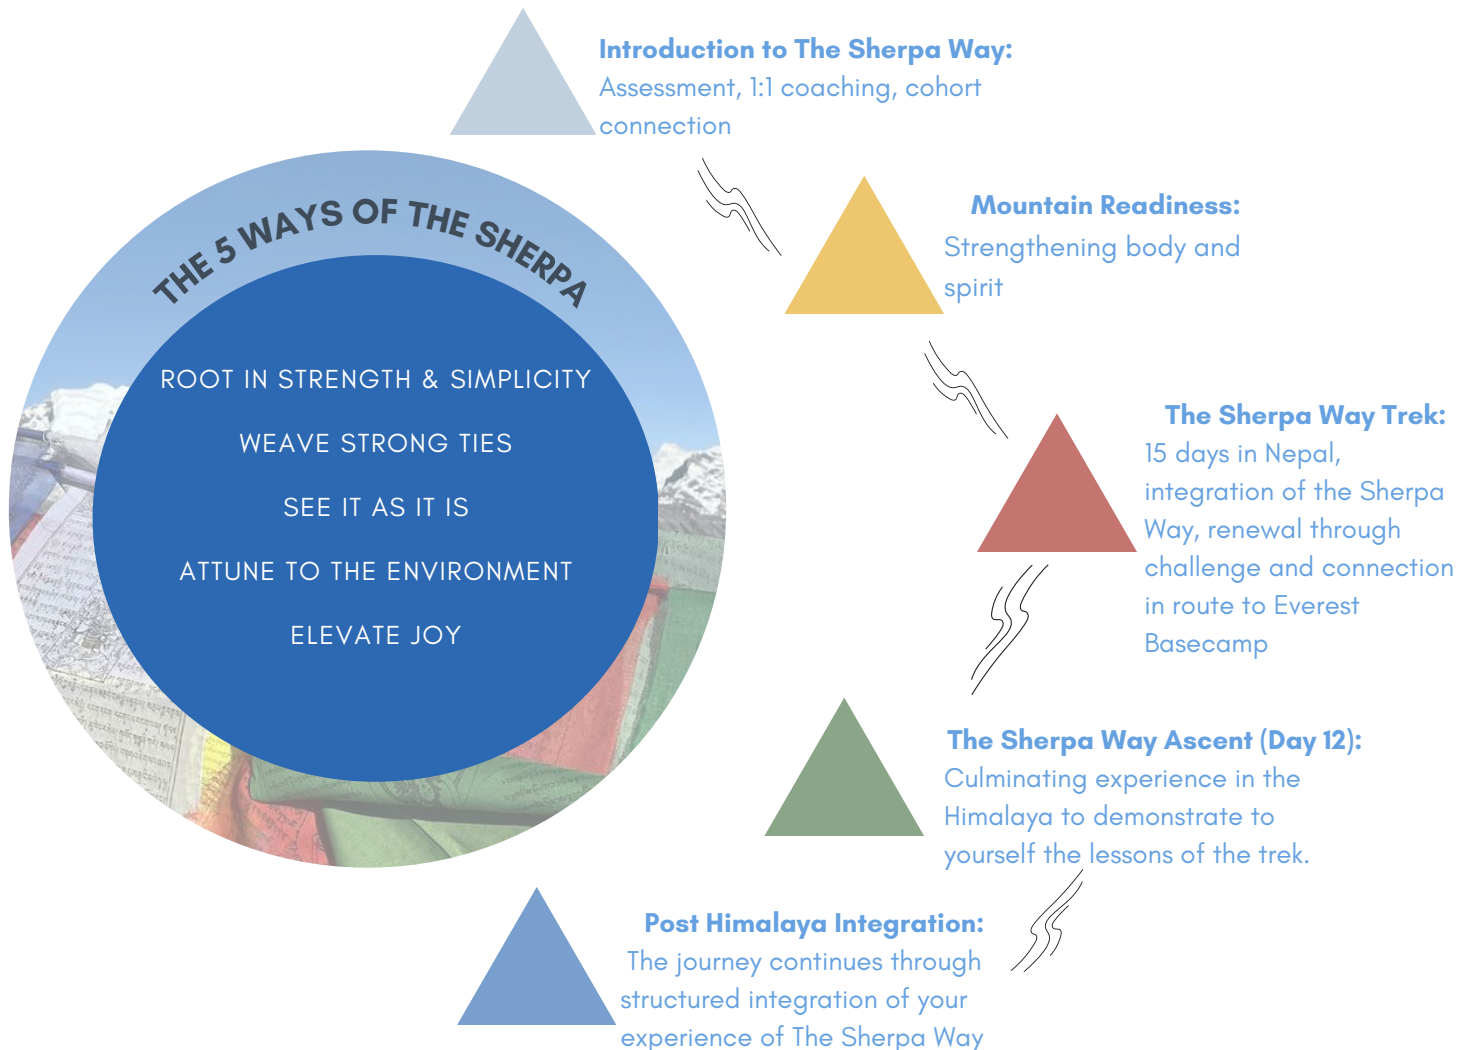 THE 5 WAYS OF THE SHERPA
ROOT IN STRENGTH & SIMPLICITY
WEAVE STRONG TIES
SEE IT AS IT IS
ATTUNE TO THE ENVIRONMENT
ELEVATE JOY
Introduction to The Sherpa Way:
Assessment, 1:1 coaching, cohort
connection
Mountain Readiness:
Strengthening body and
spirit
The Sherpa Way Trek:
15 days in Nepal,
integration of the Sherpa
Way, renewal through
challenge and connection
in route to Everest
Basecamp
The Sherpa Way Ascent (Day 12):
Culminating experience in the
Himalaya to demonstrate to
yourself the lessons of the trek.
Post Himalaya Integration:
The journey continues through
structured integration of your
experience of The Sherpa Way